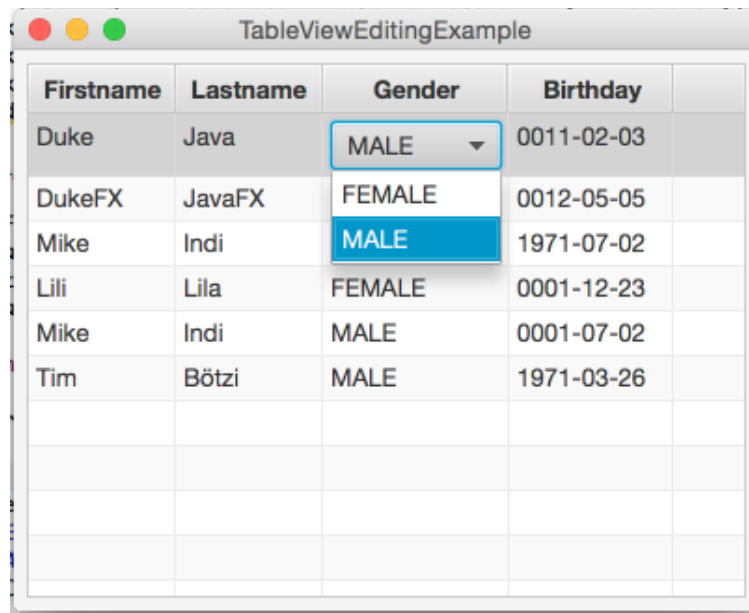 TableViewEditingExample
Firstname Lastname Gender Birthday
Duke Java MALE 0011-02-03
FEMALE
DukeFX JavaFX 0012-05-05
MALE
Mike Indi 1971-07-02
Lili Lila FEMALE 0001-12-23
Mike Indi MALE 0001-07-02
Tim Bötzi MALE 1971-03-26